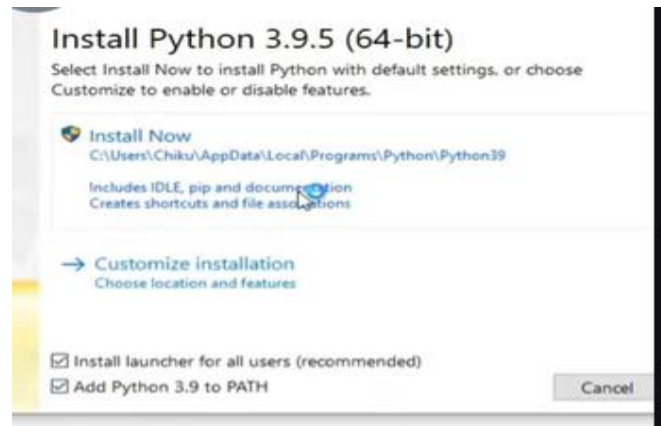 Install Python 3.9.5 (64-bit)
Select Install Now to install Python with default settings, or choose
Customize to enable or disable features.
Install Now
C:\Users\Chiku\AppData\Local\Programs\Python\Python39
Includes IDLE, pip and documentation
Creates shortcuts and file associations
→ Customize installation
Choose location and features
Install launcher for all users (recommended)
Add Python 3.9 to PATH
Cancel